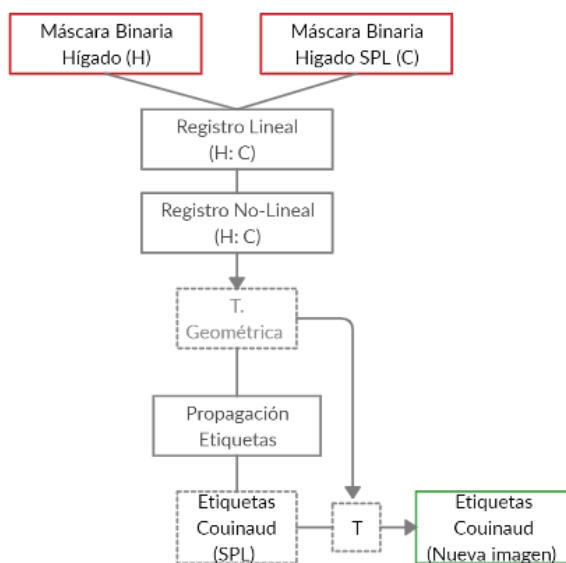 Máscara Binaria
Hígado (H)
Máscara Binaria
Higado SPL (C)
Registro Lineal
(H: C)
Registro No-Lineal
(H: C)
T.
Geométrica
Propagación
Etiquetas
Etiquetas
Couinaud
(SPL)
T
Etiquetas
Couinaud
(Nueva imagen)